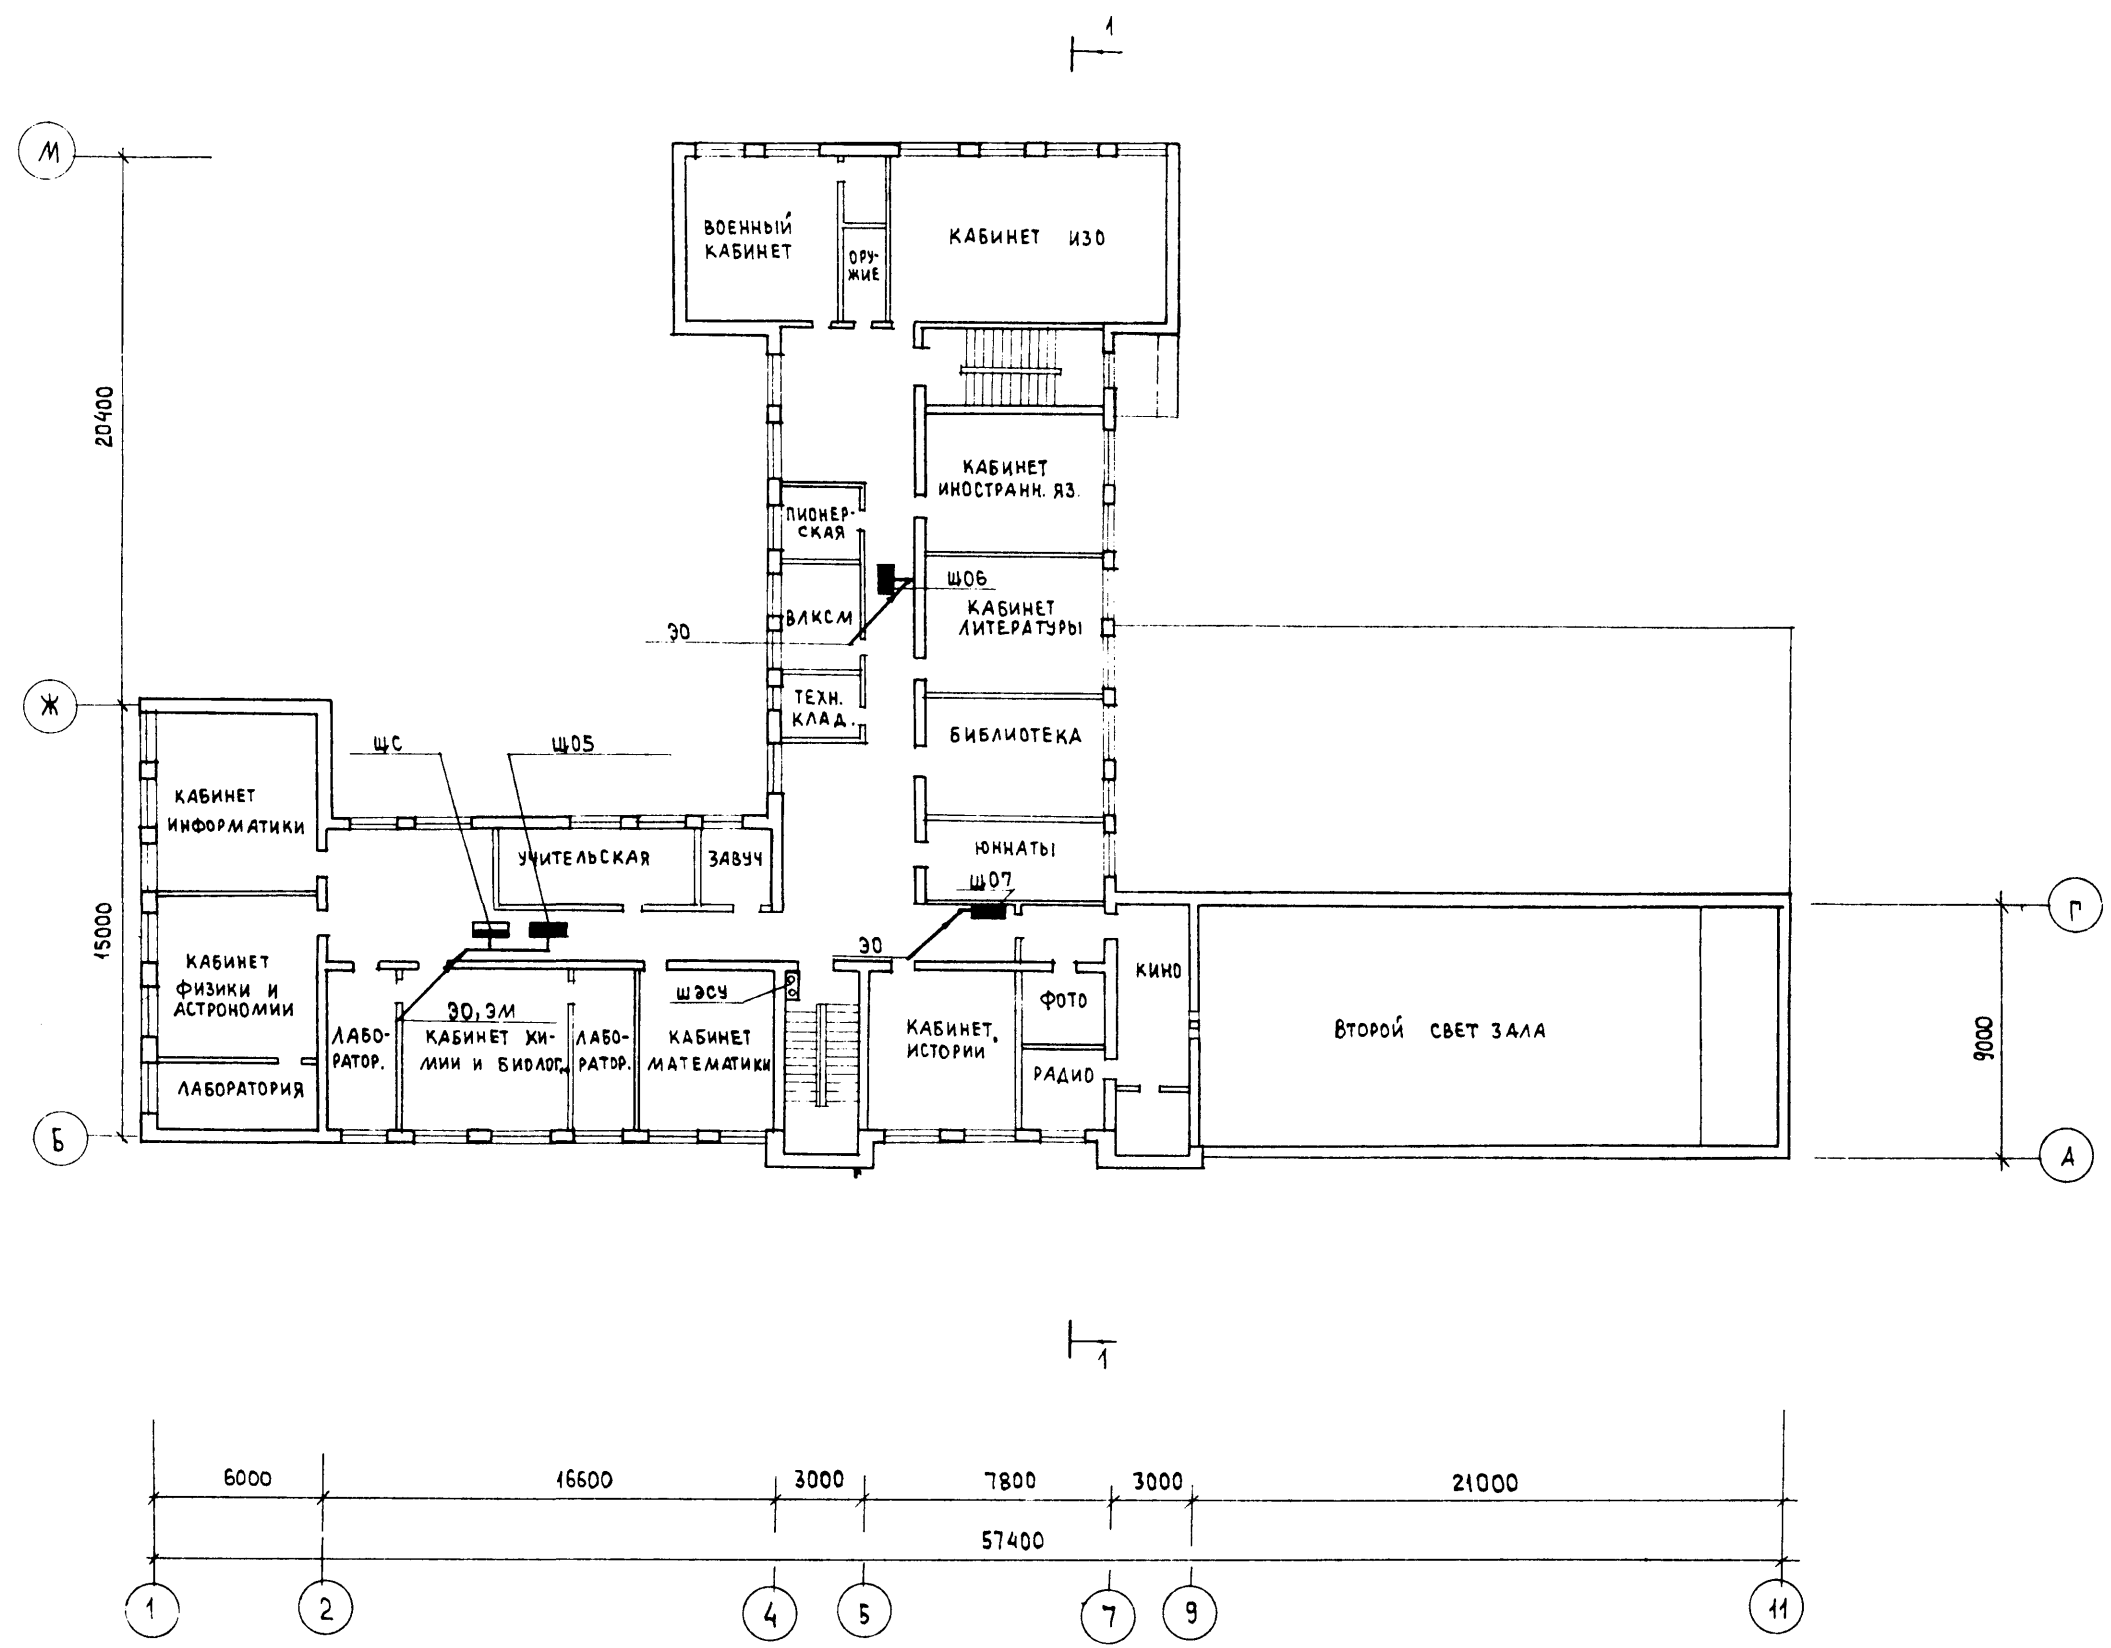 1
М
ВОЕННЫЙ
КАБИНЕТ
ОРУ-
ЖИЕ
КАБИНЕТ ИЗО
20400
КАБИНЕТ
ИНОСТРАНН. ЯЗ.
ПИОНЕР-
СКАЯ
ЩО6
КАБИНЕТ
ЛИТЕРАТУРЫ
ВЛКСМ
ЭО
Ж
ТЕХН.
КЛАД.
БИБЛИОТЕКА
ЩС
ЩО5
КАБИНЕТ
ИНФОРМАТИКИ
УЧИТЕЛЬСКАЯ
ЗАВУЧ
ЮННАТЫ
ЩО7
Г
15000
ЭО
КАБИНЕТ
ФИЗИКИ И
АСТРОНОМИИ
КИНО
ШЭСУ
ФОТО
ЭО, ЭМ
ЛАБО-
РАТОР.
КАБИНЕТ ХИ-
МИИ И БИОЛОГ.
ЛАБО-
РАТОР.
КАБИНЕТ
МАТЕМАТИКИ
КАБИНЕТ
ИСТОРИИ
ВТОРОЙ СВЕТ ЗАЛА
9000
РАДИО
ЛАБОРАТОРИЯ
Б
А
1
6000
16600
3000
7800
3000
21000
57400
1
2
4
5
7
9
11